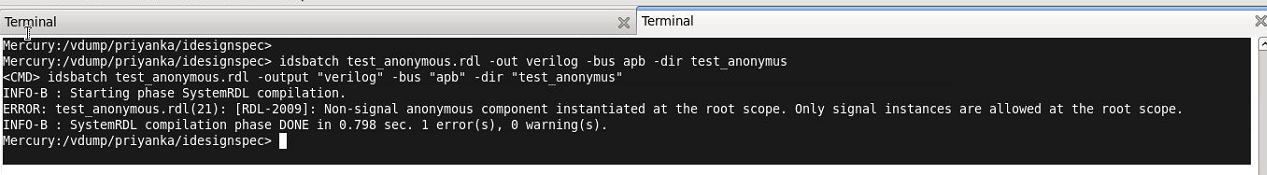 Terminal
Terminal
Mercury:/vdump/priyanka/idesignspec>
Mercury:/vdump/priyanka/idesignspec> idsbatch test_anonymous.rdl -out verilog -bus apb -dir test_anonymus
<CMD> idsbatch test_anonymous.rdl -output "verilog" -bus "apb" -dir "test_anonymus"
INFO-B : Starting phase SystemRDL compilation.
ERROR: test_anonymous.rdl(21): [RDL-2009]: Non-signal anonymous component instantiated at the root scope. Only signal instances are allowed at the root scope.
INFO-B : SystemRDL compilation phase DONE in 0.798 sec. 1 error(s), 0 warning(s).
Mercury:/vdump/priyanka/idesignspec>